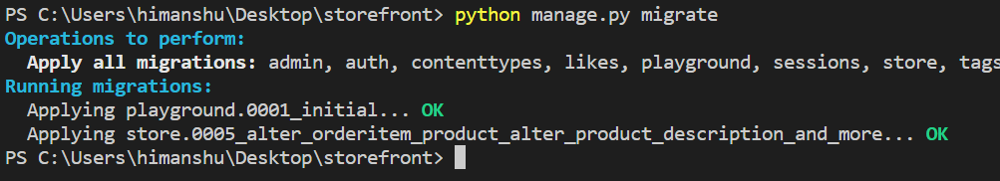 PS C:\Users\himanshu\Desktop\storefront> python manage.py migrate
Operations to perform:
  Apply all migrations: admin, auth, contenttypes, likes, playground, sessions, store, tags
Running migrations:
  Applying playground.0001_initial... OK
  Applying store.0005_alter_orderitem_product_alter_product_description_and_more... OK
PS C:\Users\himanshu\Desktop\storefront>